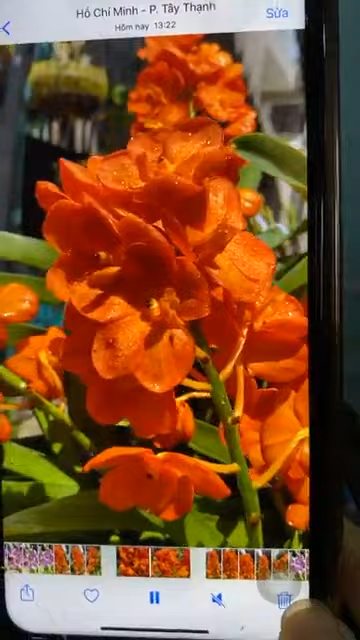 Hồ Chí Minh - P. Tây Thạnh
Hôm nay 13:22
Sửa